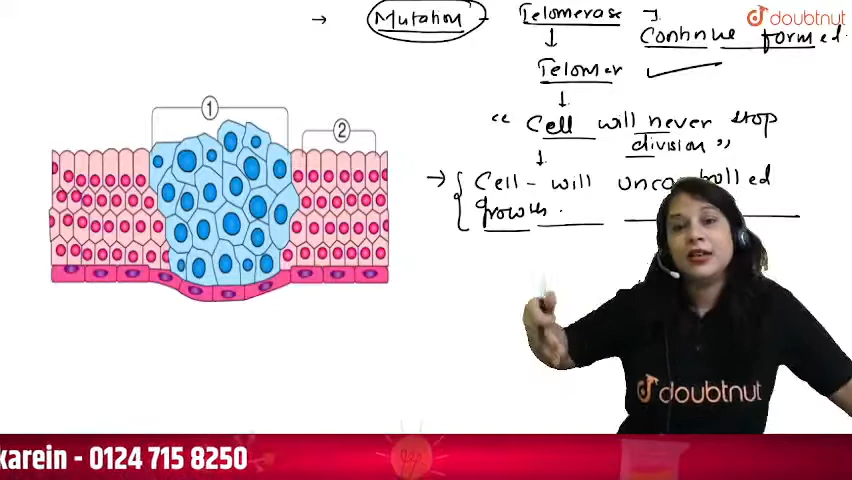 → Mutation - Telomerase
doubtnut
Continue formed.
↓
Telomer ✓
↓
" Cell will never stop
division "
↓
→ { Cell - will
growth.
1
2
doubtnut
karein - 0124 715 8250